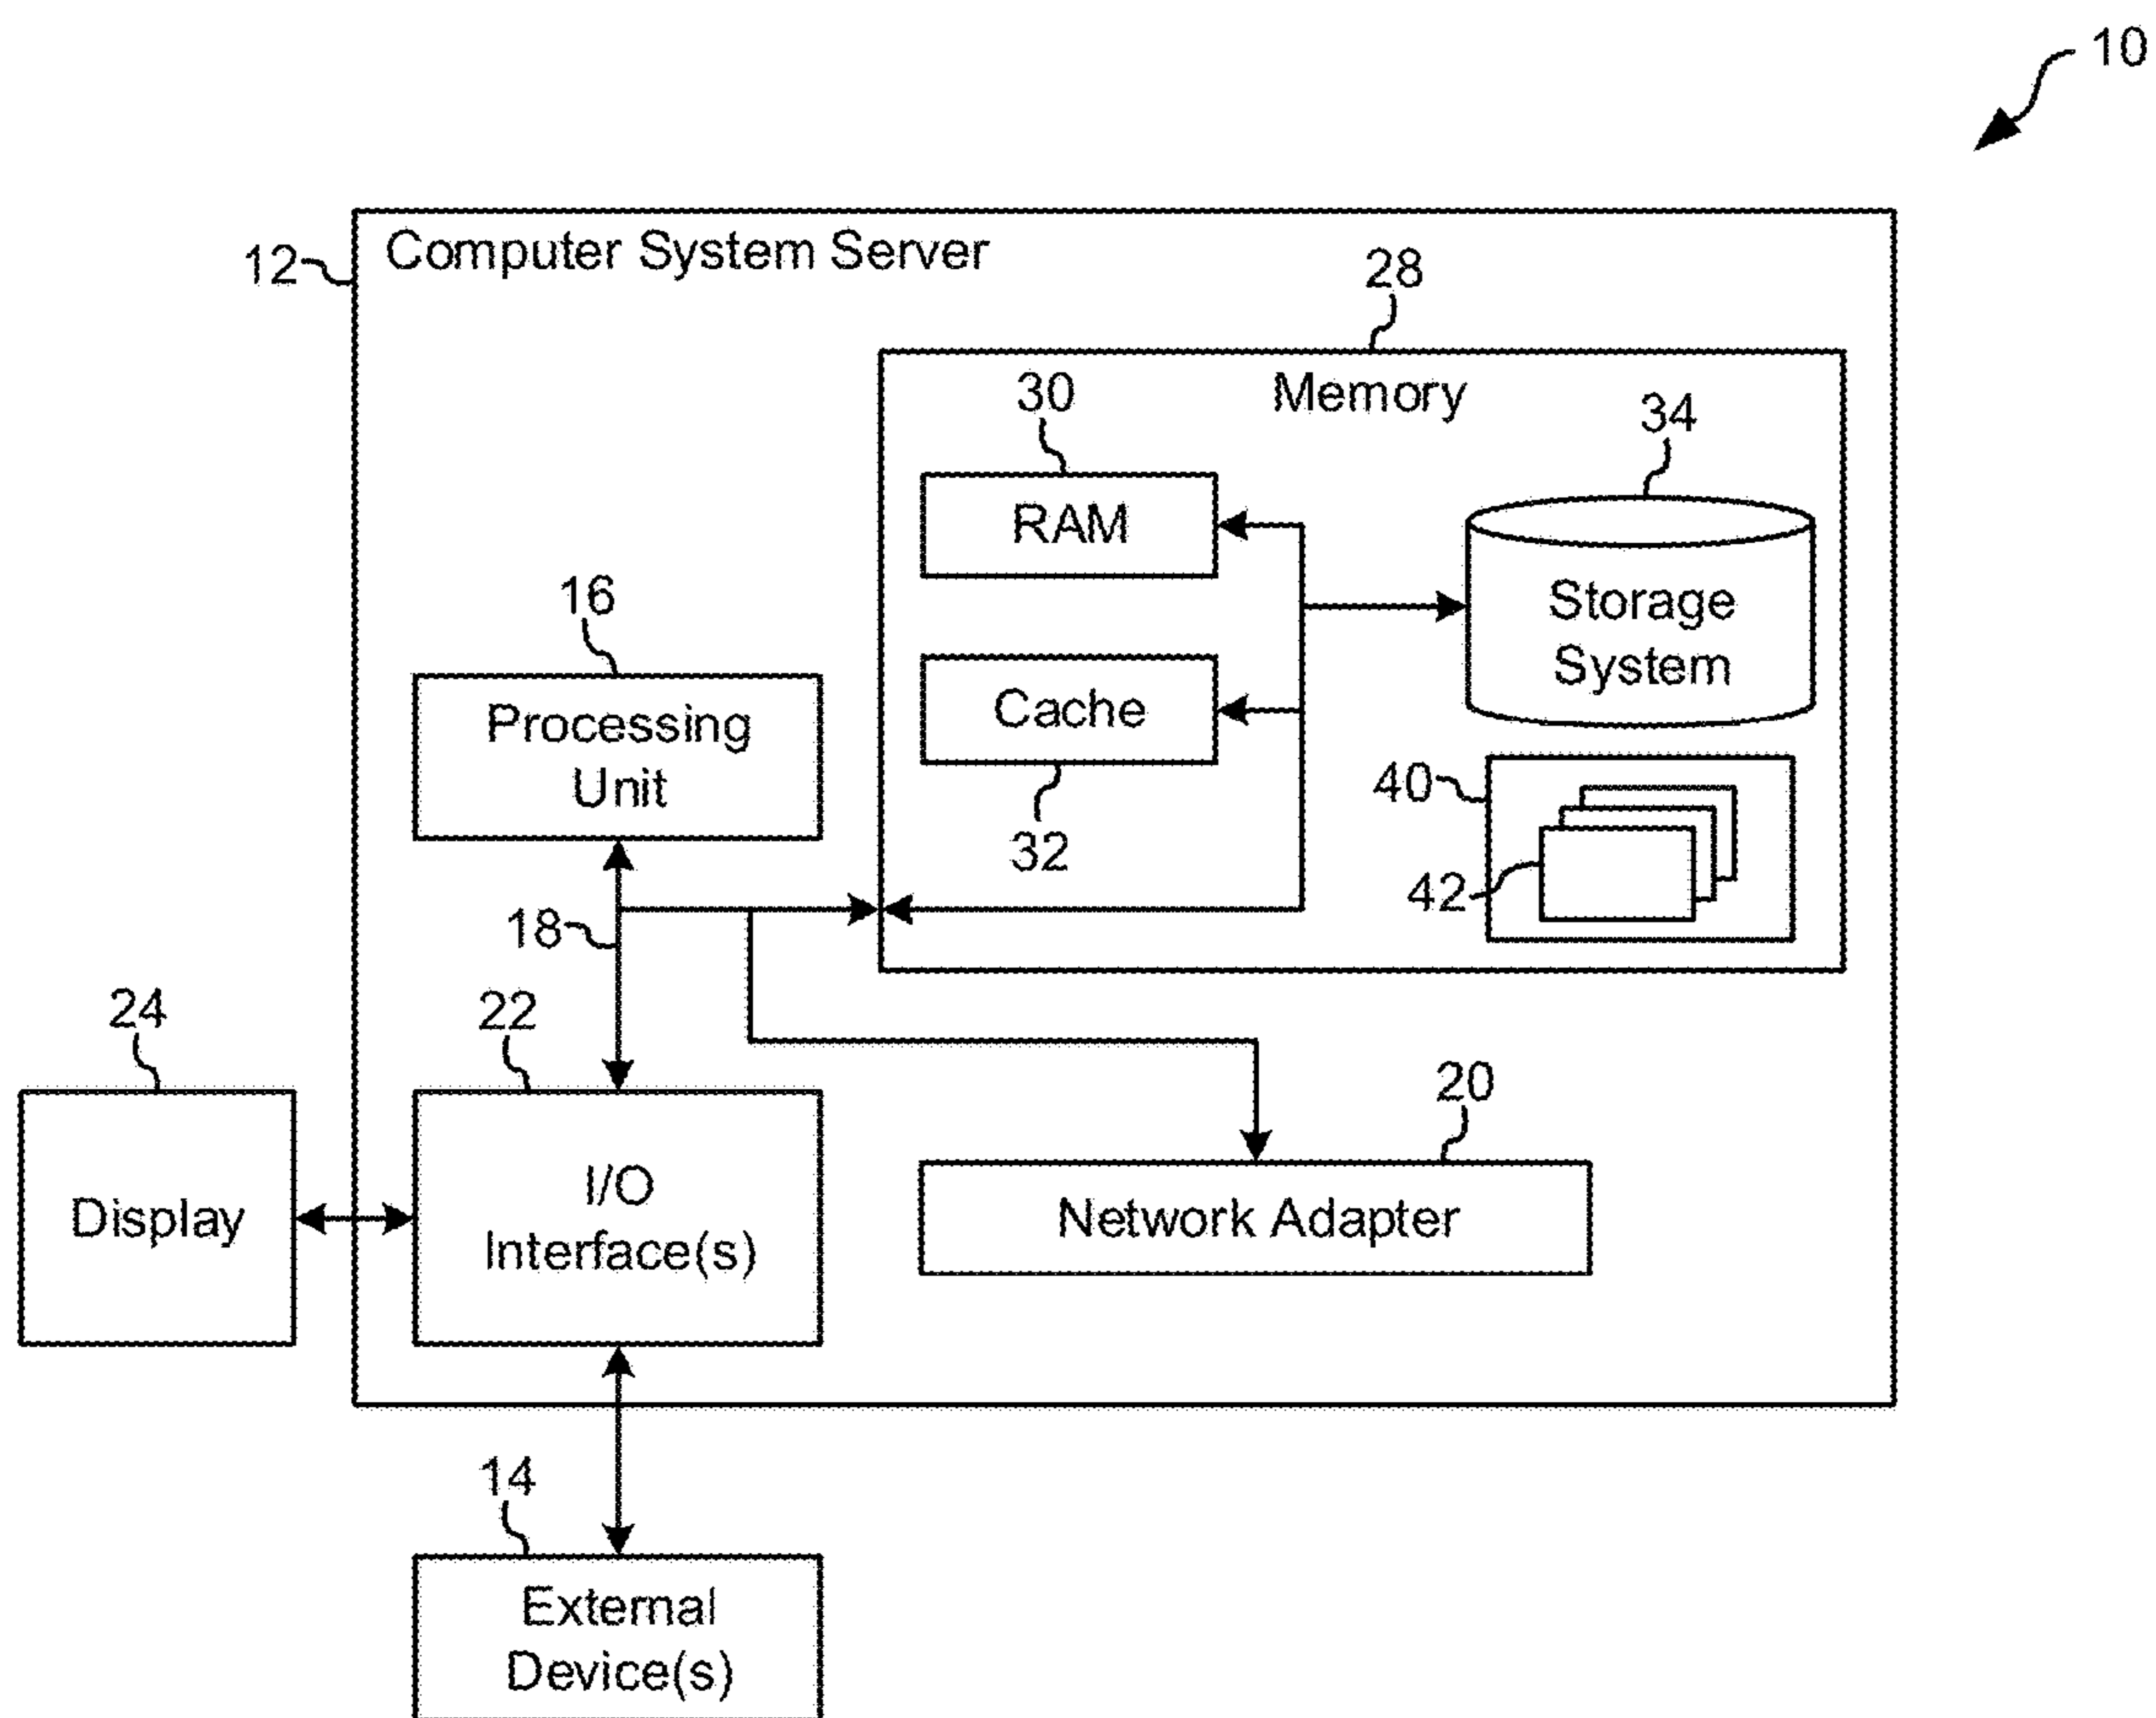 10
12
Computer System Server
28
Memory
30
34
RAM
Storage
System
16
Processing
Unit
Cache
32
40
42
18
24
22
20
Display
I/O
Interface(s)
Network Adapter
14
External
Device(s)